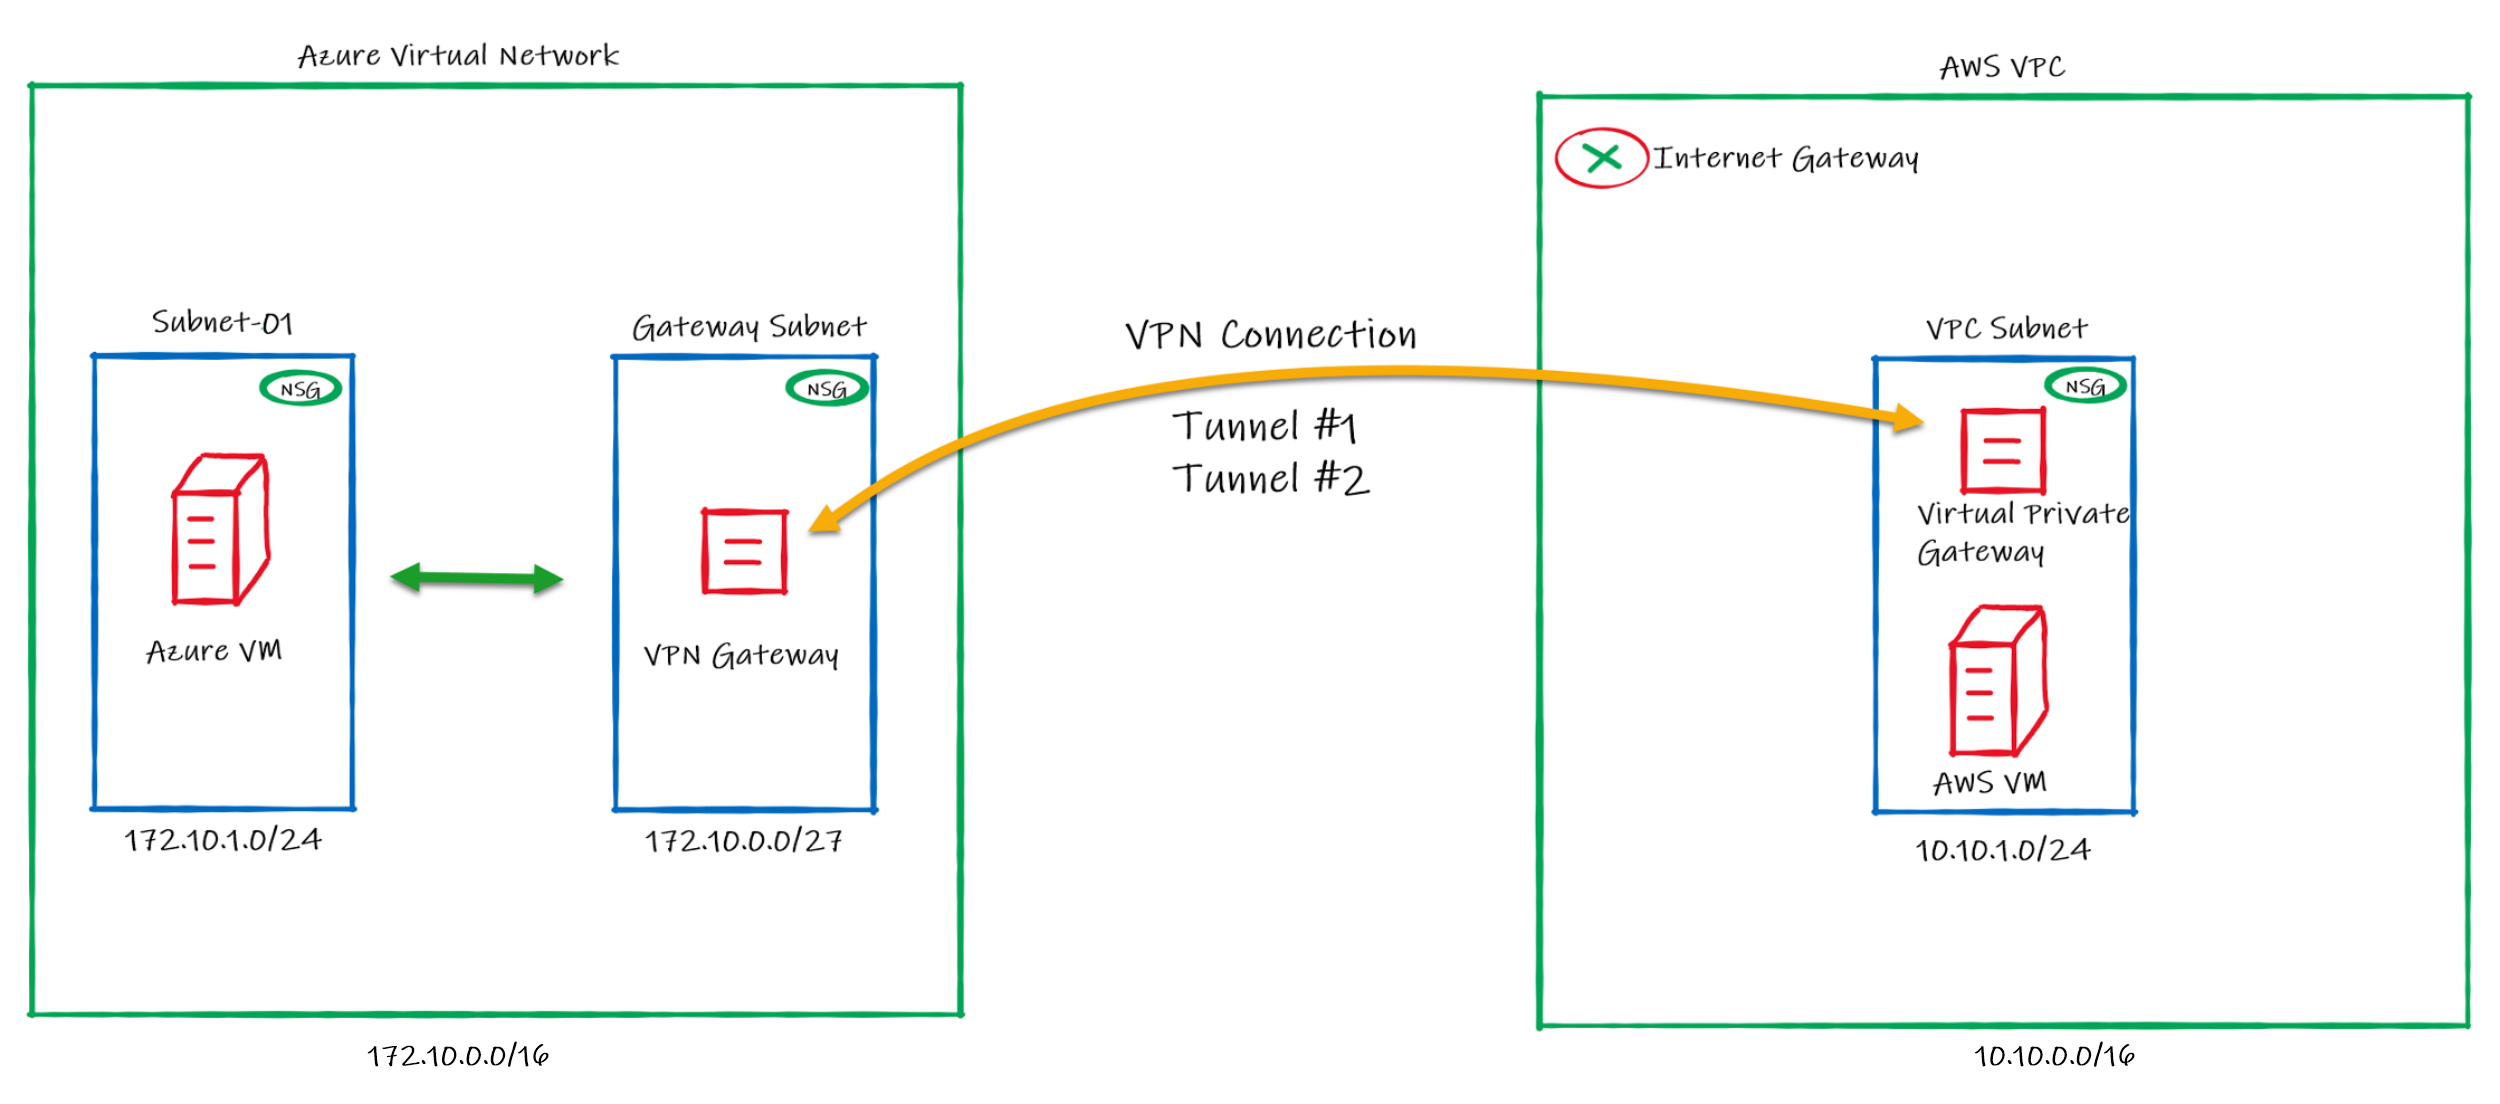 Azure Virtual Network
AWS VPC
Internet Gateway
Subnet-01
Gateway Subnet
VPN Connection
VPC Subnet
NSG
NSG
NSG
Tunnel #1
Tunnel #2
Virtual Private
Gateway
Azure VM
VPN Gateway
AWS VM
172.10.1.0/24
172.10.0.0/27
10.10.1.0/24
172.10.0.0/16
10.10.0.0/16